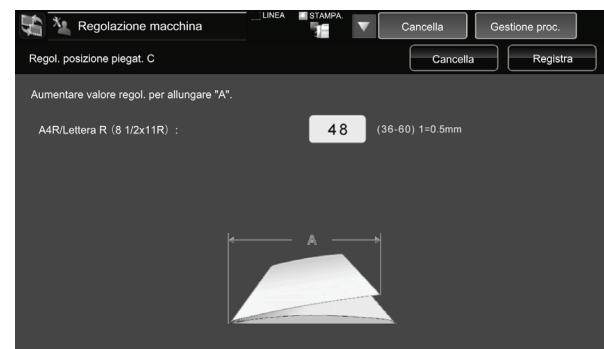 Regolazione macchina LINEA STAMPA. Cancella Gestione proc.
Regol. posizione piegat. C Cancella Registra
Aumentare valore regol. per allungare "A".
A4R/Lettera R (8 1/2x11R) : 48 (36-60) 1=0.5mm
A